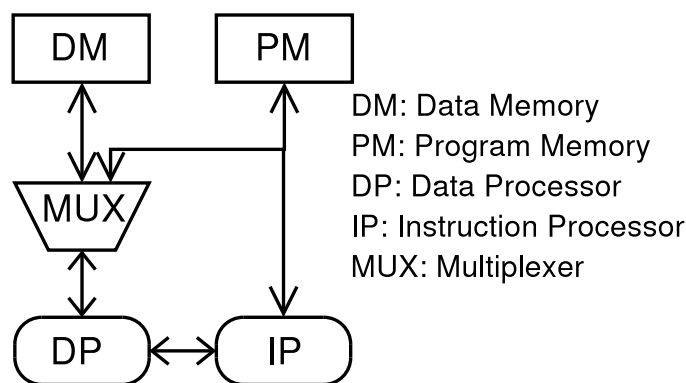 DM
PM
DM: Data Memory
PM: Program Memory
DP: Data Processor
IP: Instruction Processor
MUX: Multiplexer
MUX
DP
IP